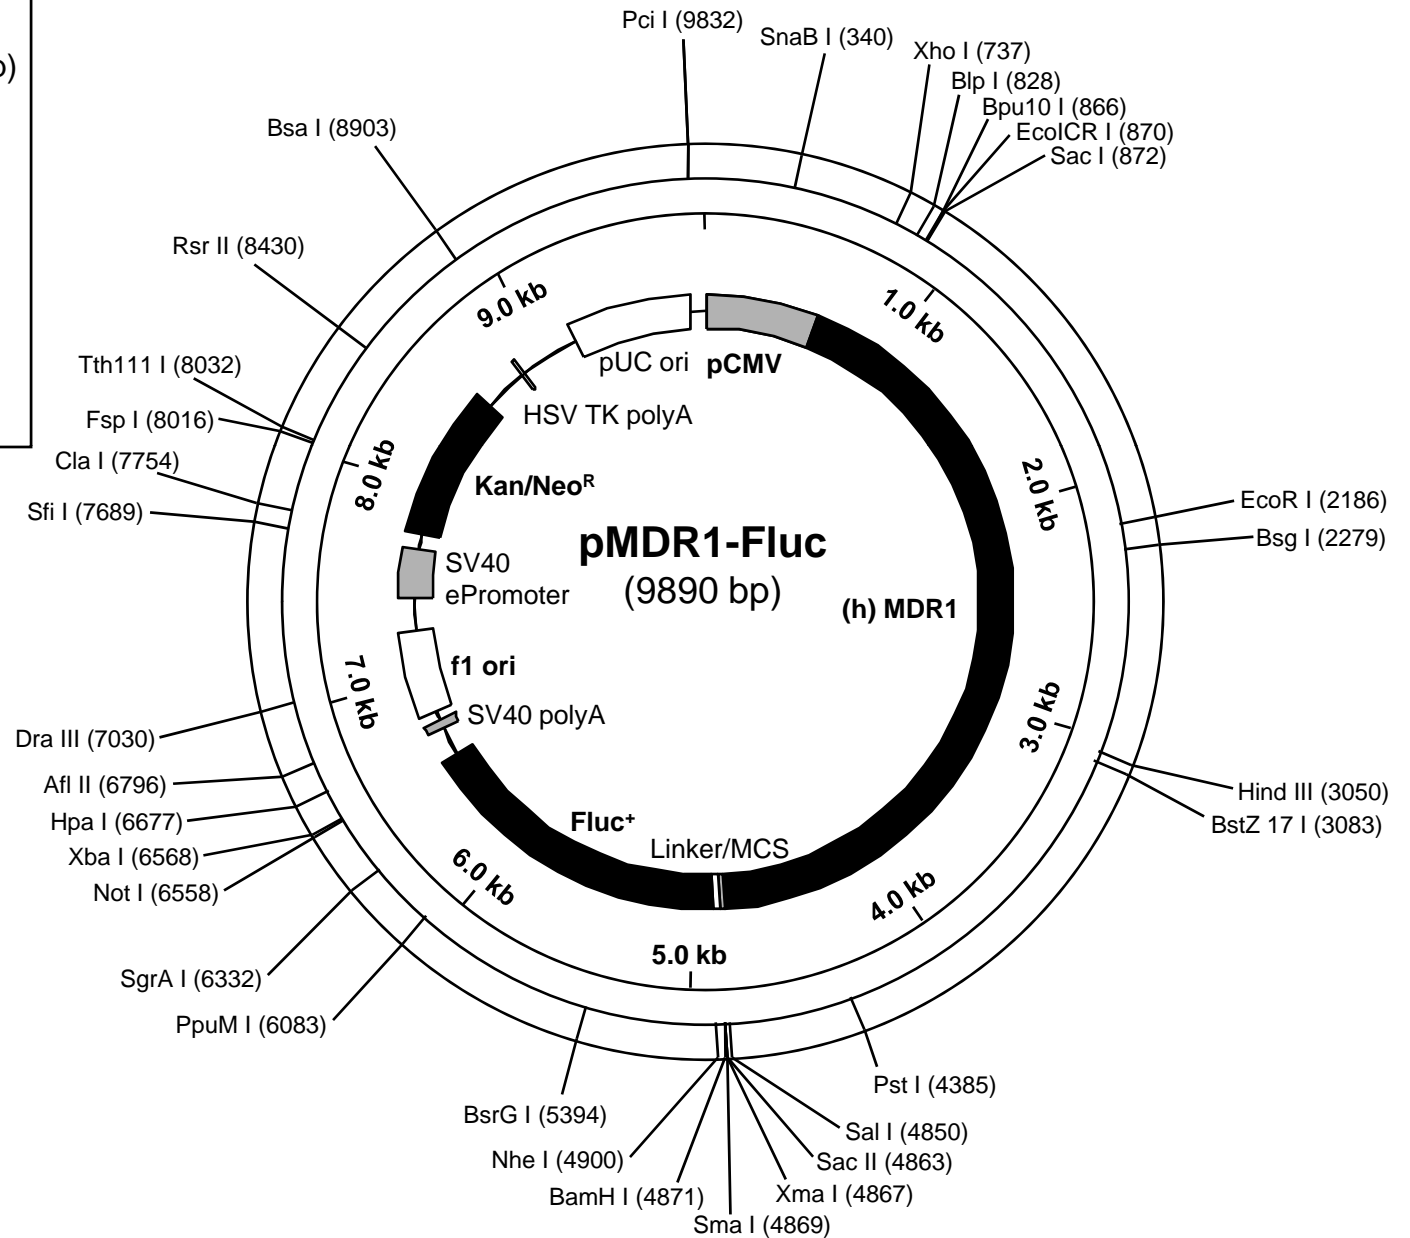 Pci I (9832)
SnaB I (340)
Xho I (737)
Blp I (828)
Bpu10 I (866)
EcoICR I (870)
Sac I (872)
Bsa I (8903)
Rsr II (8430)
Tth111 I (8032)
Fsp I (8016)
Cla I (7754)
Sfi I (7689)
Dra III (7030)
Afl II (6796)
Hpa I (6677)
Xba I (6568)
Not I (6558)
SgrA I (6332)
PpuM I (6083)
BsrG I (5394)
Nhe I (4900)
BamH I (4871)
Sma I (4869)
Xma I (4867)
Sac II (4863)
Sal I (4850)
Pst I (4385)
BstZ 17 I (3083)
Hind III (3050)
Bsg I (2279)
EcoR I (2186)
1.0 kb
2.0 kb
3.0 kb
4.0 kb
5.0 kb
6.0 kb
7.0 kb
8.0 kb
9.0 kb
pUC ori
pCMV
HSV TK polyA
Kan/NeoR
pMDR1-Fluc
(9890 bp)
SV40
ePromoter
(h) MDR1
f1 ori
SV40 polyA
Fluc+
Linker/MCS